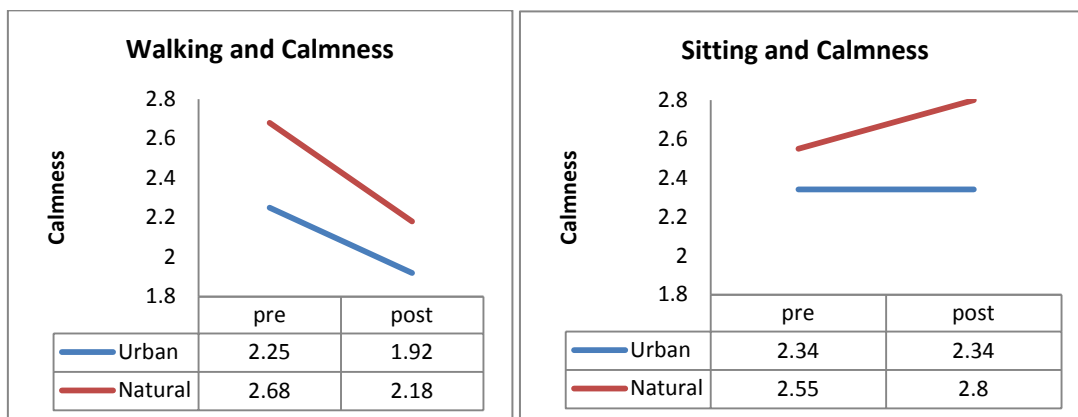 Walking and Calmness
Calmness
2.8
2.6
2.4
2.2
2
1.8
pre post
Urban 2.25 1.92
Natural 2.68 2.18
Sitting and Calmness
Calmness
2.8
2.6
2.4
2.2
2
1.8
pre post
Urban 2.34 2.34
Natural 2.55 2.8